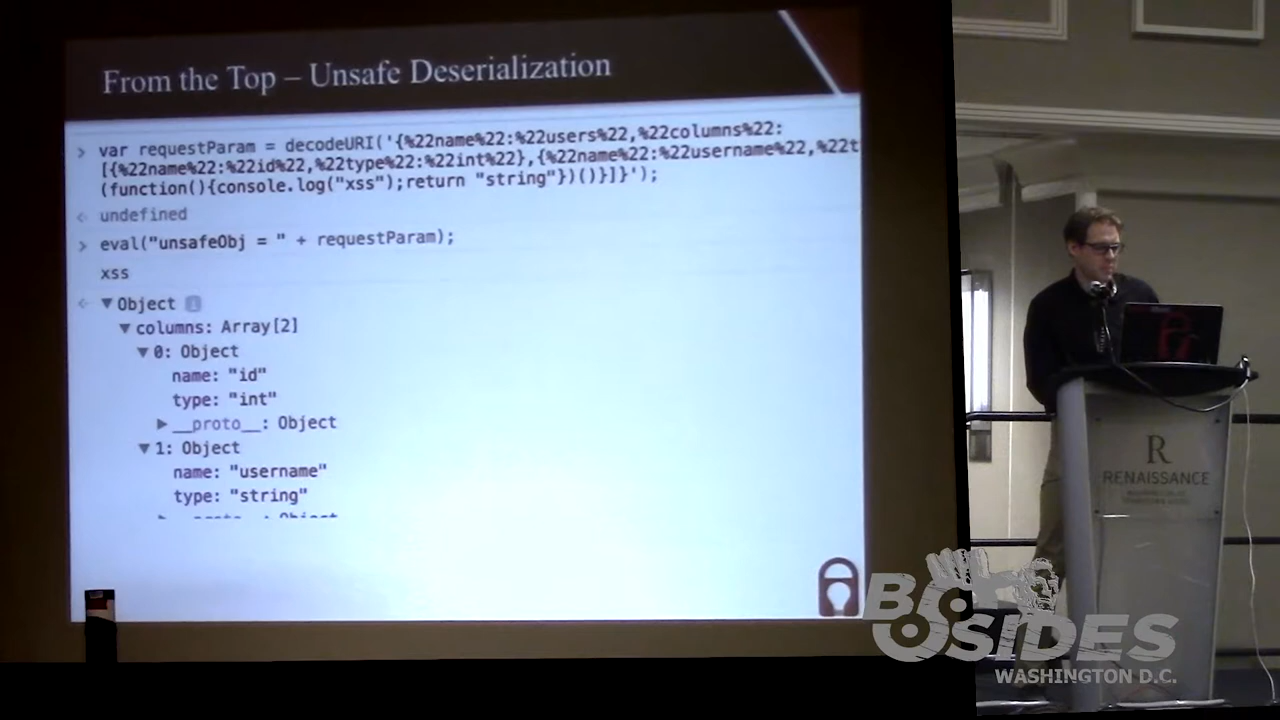 From the Top – Unsafe Deserialization
> var requestParam = decodeURI('{%22name%22:%22users%22,%22columns%22:
[{%22name%22:%22id%22,%22type%22:%22int%22},{%22name%22:%22username%22,%22t
(function(){console.log("xss");return "string"})()}]}');
undefined
> eval("unsafeObj = " + requestParam);
xss
▼Object i
▼columns: Array[2]
▼0: Object
name: "id"
type: "int"
▶__proto__: Object
▼1: Object
name: "username"
type: "string"
R
RENAISSANCE
BSIDES
WASHINGTON D.C.